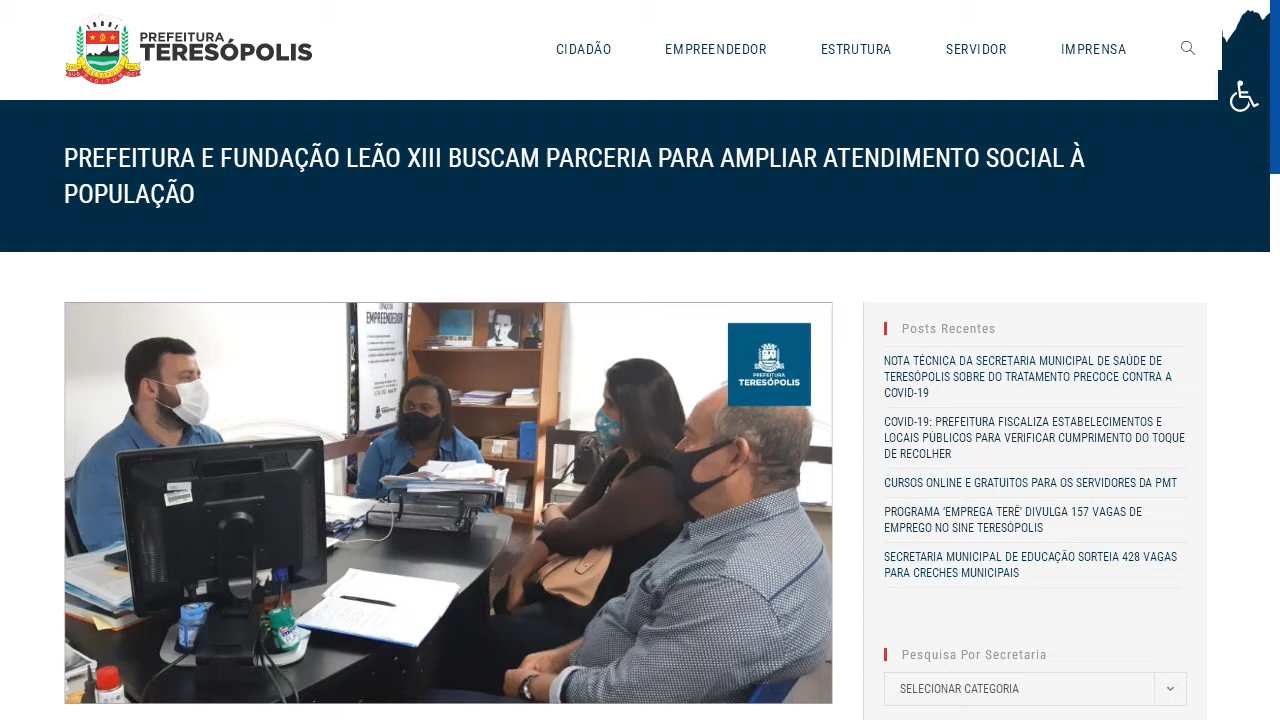 PREFEITURA
TERESÓPOLIS
CIDADÃO
EMPREENDEDOR
ESTRUTURA
SERVIDOR
IMPRENSA
PREFEITURA E FUNDAÇÃO LEÃO XIII BUSCAM PARCERIA PARA AMPLIAR ATENDIMENTO SOCIAL À
POPULAÇÃO
EMPREENDEDOR
PREFEITURA
TERESÓPOLIS
Posts Recentes
NOTA TÉCNICA DA SECRETARIA MUNICIPAL DE SAÚDE DE
TERESÓPOLIS SOBRE DO TRATAMENTO PRECOCE CONTRA A
COVID-19
COVID-19: PREFEITURA FISCALIZA ESTABELECIMENTOS E
LOCAIS PÚBLICOS PARA VERIFICAR CUMPRIMENTO DO TOQUE
DE RECOLHER
CURSOS ONLINE E GRATUITOS PARA OS SERVIDORES DA PMT
PROGRAMA ‘EMPREGA TERÊ’ DIVULGA 157 VAGAS DE
EMPREGO NO SINE TERESÓPOLIS
SECRETARIA MUNICIPAL DE EDUCAÇÃO SORTEIA 428 VAGAS
PARA CRECHES MUNICIPAIS
Pesquisa Por Secretaria
SELECIONAR CATEGORIA